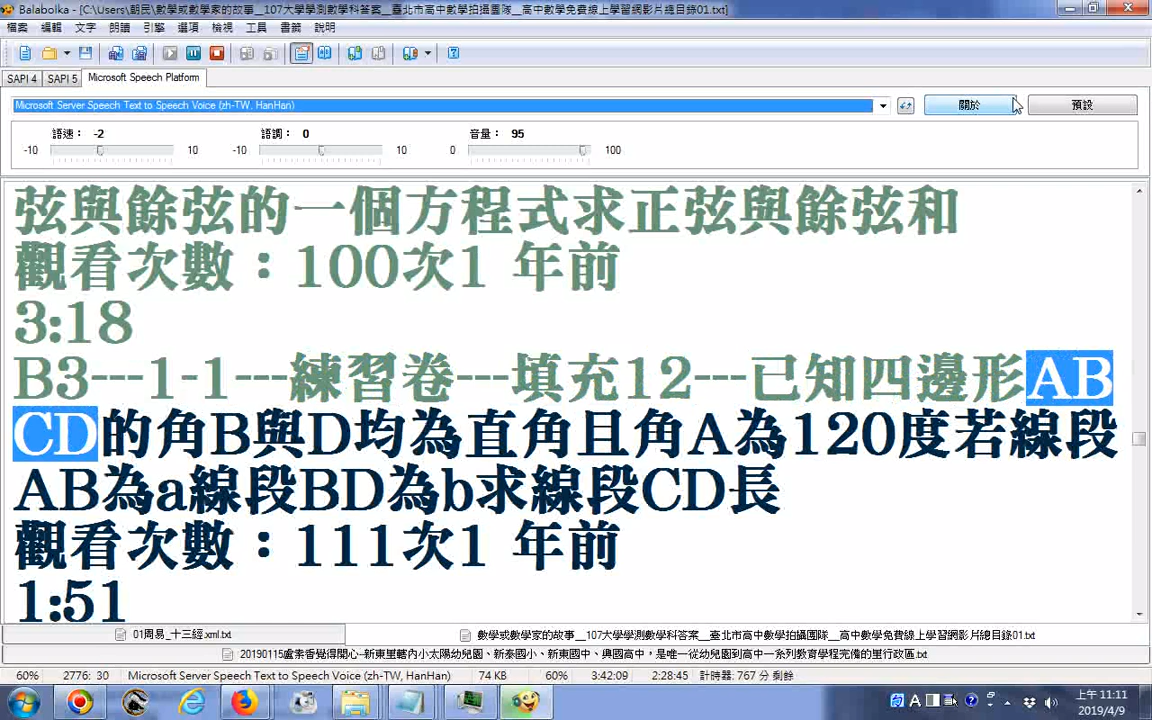 Balabolka - [C:\Users\朝民\數學或數學家的故事__107大學學測數學科答案__臺北市高中數學拍攝團隊__高中數學免費線上學習網影片總目錄01.txt]
檔案 編輯 文字 朗讀 引擎 選項 檢視 工具 書籤 說明
SAPI 4 SAPI 5 Microsoft Speech Platform
Microsoft Server Speech Text to Speech Voice (zh-TW, HanHan) 關於 預設
語速： -2 語調： 0 音量： 95
-10 10 -10 10 0 100
弦與餘弦的一個方程式求正弦與餘弦和
觀看次數：100次1 年前
3:18
B3---1-1---練習卷---填充12---已知四邊形AB
CD的角B與D均為直角且角A為120度若線段
AB為a線段BD為b求線段CD長
觀看次數：111次1 年前
1:51
01周易_十三經.xml.txt 數學或數學家的故事__107大學學測數學科答案__臺北市高中數學拍攝團隊__高中數學免費線上學習網影片總目錄01.txt
20190115盧素香覺得開心-新東里轄內小太陽幼兒園、新泰國小、新東國中、興國高中，是唯一從幼兒園到高中一系列教育學程完備的里行政區.txt
60% 2776: 30 Microsoft Server Speech Text to Speech Voice (zh-TW, HanHan) 74 KB 60% 3:42:09 2:28:45 計時器: 767 分 剩餘
上午 11:11
2019/4/9